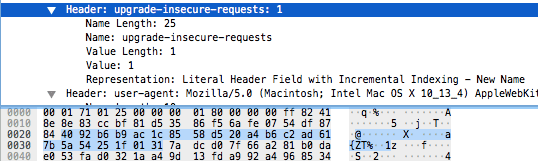 Header: upgrade-insecure-requests: 1
Name Length: 25
Name: upgrade-insecure-requests
Value Length: 1
Value: 1
Representation: Literal Header Field with Incremental Indexing - New Name
Header: user-agent: Mozilla/5.0 (Macintosh; Intel Mac OS X 10_13_4) AppleWebKit
0000 00 01 71 01 25 00 00 00 01 80 00 00 00 ff 82 41 ··q·%··· ·······A
0010 8e 8e 83 cc bf 81 d5 35 86 f5 6a fe 07 54 df 87 ·······5 ··j··T··
0020 84 40 92 b6 b9 ac 1c 85 58 d5 20 a4 b6 c2 ad 61 ·@······ X· ····a
0030 7b 5a 54 25 1f 01 31 7a dc d0 7f 66 a2 81 b0 da {ZT%··1z ···f····
0040 e0 53 fa d0 32 1a a4 9d 13 fd a9 92 a4 96 85 34 ·S··2··· ·······4